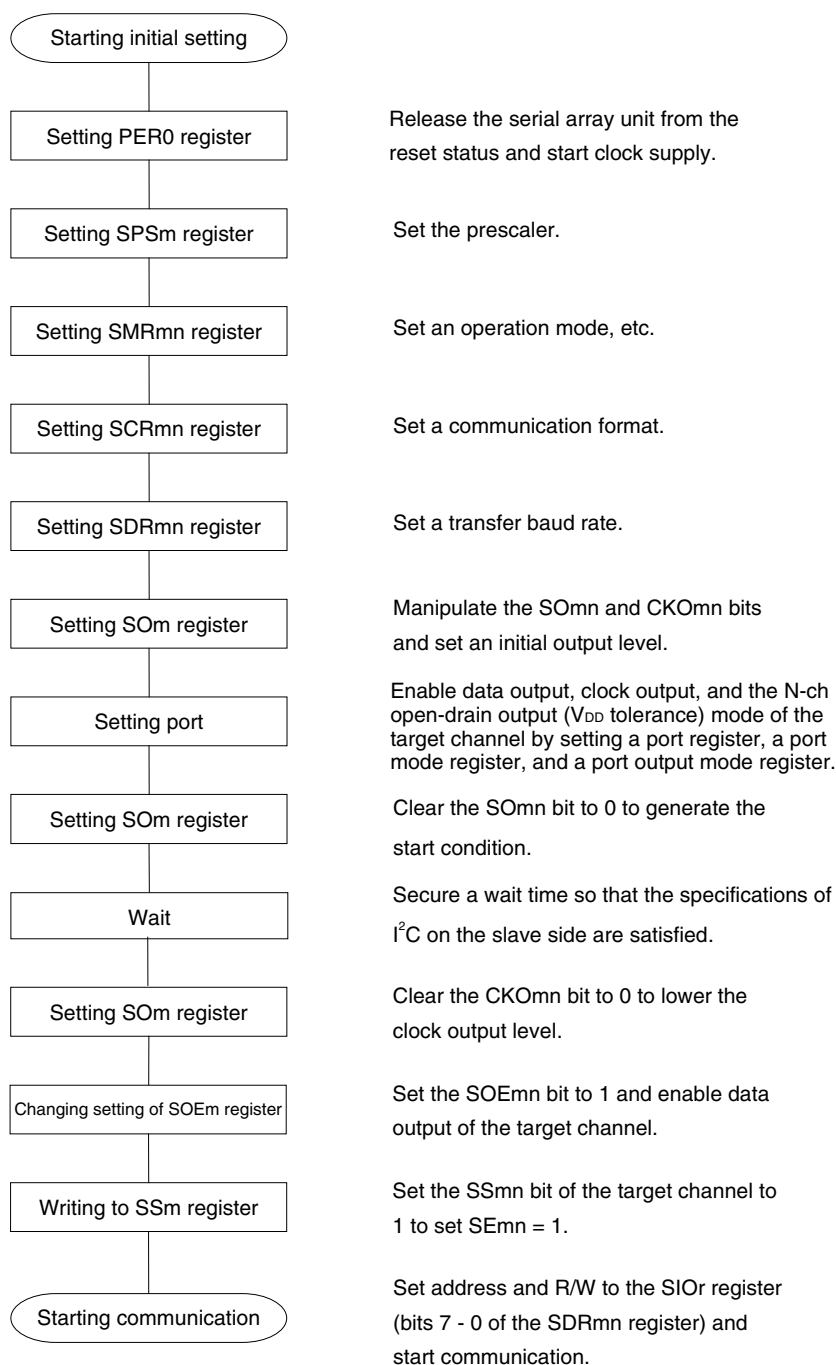 Starting initial setting
Setting PER0 register
Release the serial array unit from the
reset status and start clock supply.
Setting SPSm register
Set the prescaler.
Setting SMRmn register
Set an operation mode, etc.
Setting SCRmn register
Set a communication format.
Setting SDRmn register
Set a transfer baud rate.
Setting SOm register
Manipulate the SOmn and CKOmn bits
and set an initial output level.
Setting port
Enable data output, clock output, and the N-ch
open-drain output (VDD tolerance) mode of the
target channel by setting a port register, a port
mode register, and a port output mode register.
Setting SOm register
Clear the SOmn bit to 0 to generate the
start condition.
Wait
Secure a wait time so that the specifications of
I²C on the slave side are satisfied.
Setting SOm register
Clear the CKOmn bit to 0 to lower the
clock output level.
Changing setting of SOEm register
Set the SOEmn bit to 1 and enable data
output of the target channel.
Writing to SSm register
Set the SSmn bit of the target channel to
1 to set SEmn = 1.
Starting communication
Set address and R/W to the SIOr register
(bits 7 - 0 of the SDRmn register) and
start communication.